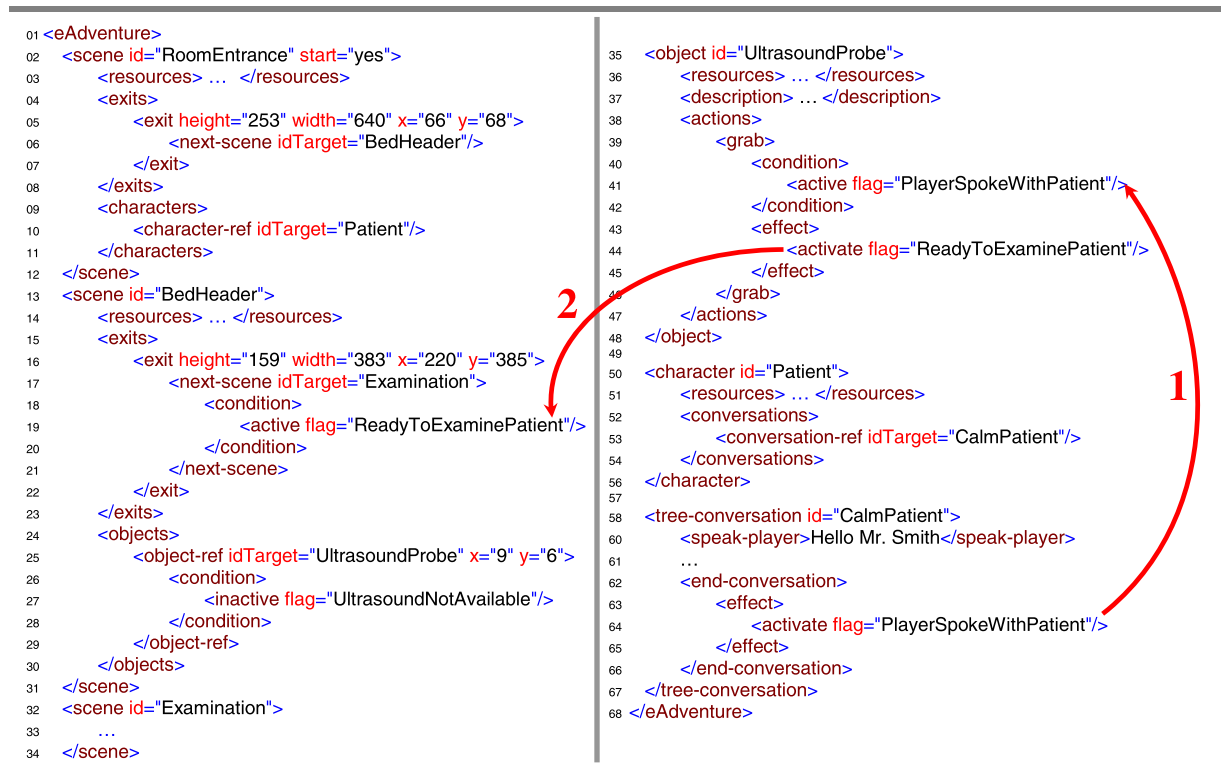 01 <eAdventure>
02 <scene id="RoomEntrance" start="yes">
03 <resources> … </resources>
04 <exits>
05 <exit height="253" width="640" x="66" y="68">
06 <next-scene idTarget="BedHeader"/>
07 </exit>
08 </exits>
09 <characters>
10 <character-ref idTarget="Patient"/>
11 </characters>
12 </scene>
13 <scene id="BedHeader">
14 <resources> … </resources>
15 <exits>
16 <exit height="159" width="383" x="220" y="385">
17 <next-scene idTarget="Examination">
18 <condition>
19 <active flag="ReadyToExaminePatient"/>
20 </condition>
21 </next-scene>
22 </exit>
23 </exits>
24 <objects>
25 <object-ref idTarget="UltrasoundProbe" x="9" y="6">
26 <condition>
27 <inactive flag="UltrasoundNotAvailable"/>
28 </condition>
29 </object-ref>
30 </objects>
31 </scene>
32 <scene id="Examination">
33 …
34 </scene>
2
35 <object id="UltrasoundProbe">
36 <resources> … </resources>
37 <description> … </description>
38 <actions>
39 <grab>
40 <condition>
41 <active flag="PlayerSpokeWithPatient"/>
42 </condition>
43 <effect>
44 <activate flag="ReadyToExaminePatient"/>
45 </effect>
46 </grab>
47 </actions>
48 </object>
49
50 <character id="Patient">
51 <resources> … </resources>
52 <conversations>
53 <conversation-ref idTarget="CalmPatient"/>
54 </conversations>
56 </character>
57
58 <tree-conversation id="CalmPatient">
60 <speak-player>Hello Mr. Smith</speak-player>
61 …
62 <end-conversation>
63 <effect>
64 <activate flag="PlayerSpokeWithPatient"/>
65 </effect>
66 </end-conversation>
67 </tree-conversation>
68 </eAdventure>
1